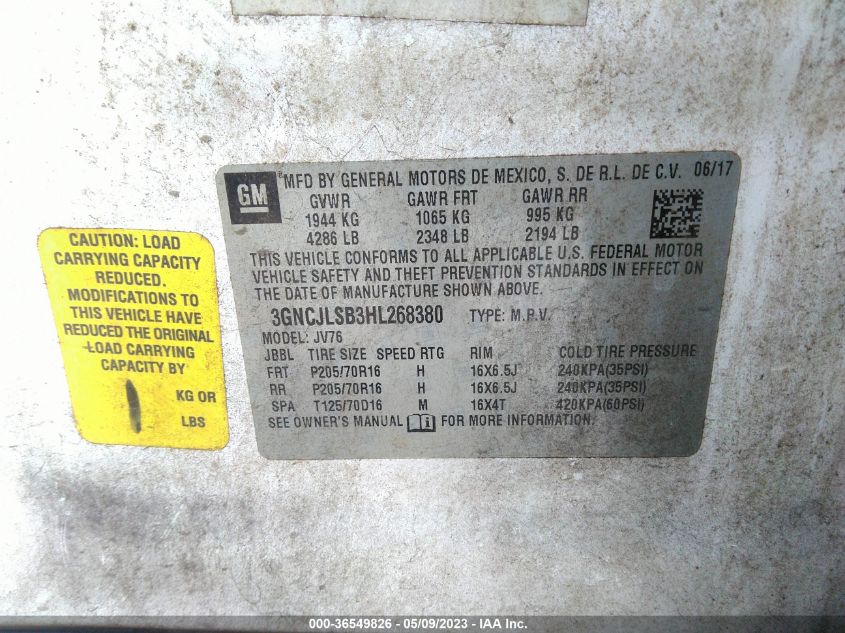 CAUTION: LOAD
CARRYING CAPACITY
REDUCED.
MODIFICATIONS TO
THIS VEHICLE HAVE
REDUCED THE ORIGINAL
LOAD CARRYING
CAPACITY BY
KG OR
LBS
GM ® MFD BY GENERAL MOTORS DE MEXICO, S. DE R.L. DE C.V. 06/17
GVWR GAWR FRT GAWR RR
1944 KG 1065 KG 995 KG
4286 LB 2348 LB 2194 LB
THIS VEHICLE CONFORMS TO ALL APPLICABLE U.S. FEDERAL MOTOR
VEHICLE SAFETY AND THEFT PREVENTION STANDARDS IN EFFECT ON
THE DATE OF MANUFACTURE SHOWN ABOVE.
3GNCJLSB3HL268380 TYPE: M.P.V.
MODEL: JV76
JBBL TIRE SIZE SPEED RTG RIM COLD TIRE PRESSURE
FRT P205/70R16 H 16X6.5J 240KPA(35PSI)
RR P205/70R16 H 16X6.5J 240KPA(35PSI)
SPA T125/70D16 M 16X4T 420KPA(60PSI)
SEE OWNER'S MANUAL FOR MORE INFORMATION.
000-36549826 - 05/09/2023 - IAA Inc.